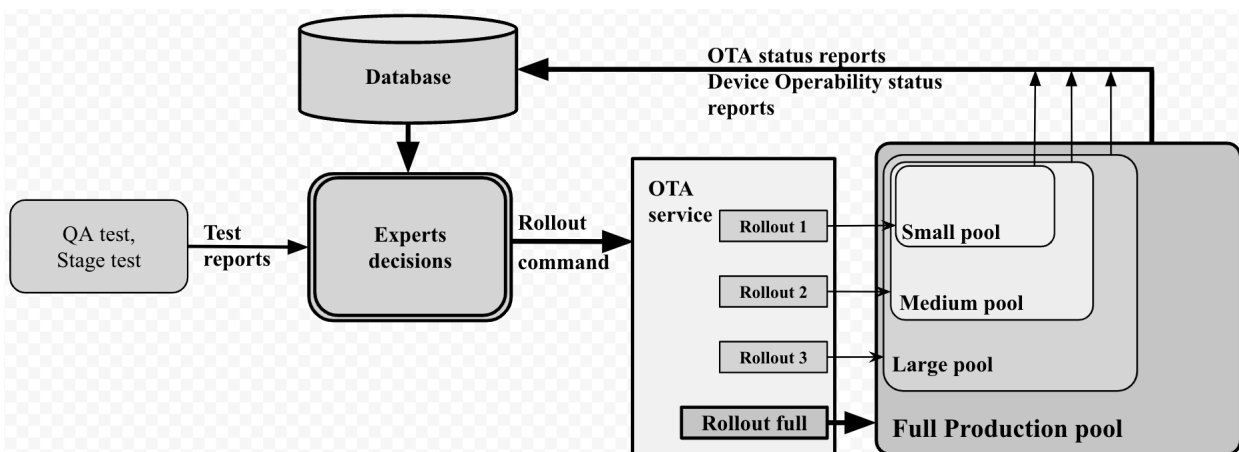 OTA status reports
Device Operability status
reports
Database
QA test,
Stage test
Test
reports
Experts
decisions
Rollout
command
OTA
service
Rollout 1
Rollout 2
Rollout 3
Rollout full
Small pool
Medium pool
Large pool
Full Production pool